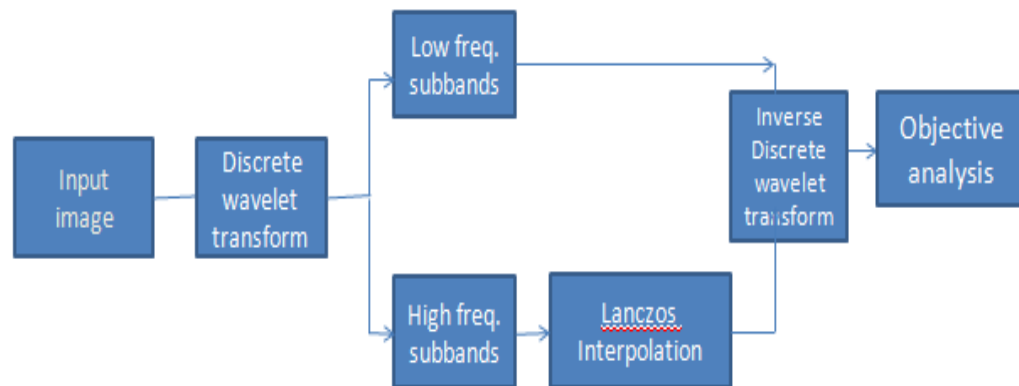 Input
image
Discrete
wavelet
transform
Low freq.
subbands
High freq.
subbands
Lanczos
Interpolation
Inverse
Discrete
wavelet
transform
Objective
analysis